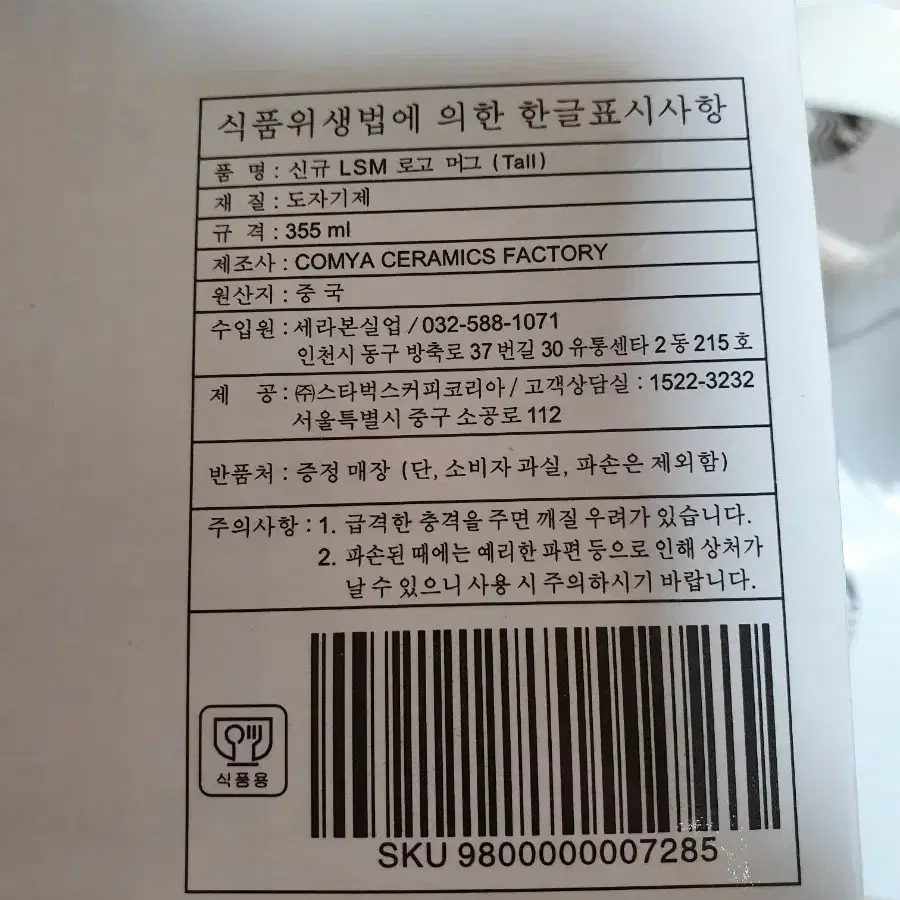 식품위생법에 의한 한글표시사항
품 명 : 신규 LSM 로고 머그 (Tall)
재 질 : 도자기제
규 격 : 355 ml
제조사 : COMYA CERAMICS FACTORY
원산지 : 중 국
수입원 : 세라본실업 / 032-588-1071
인천시 동구 방축로 37 번길 30 유통센타 2 동 215 호
제 공 : ㈜스타벅스커피코리아 / 고객상담실 : 1522-3232
서울특별시 중구 소공로 112
반품처 : 증정 매장 (단, 소비자 과실, 파손은 제외함)
주의사항 : 1. 급격한 충격을 주면 깨질 우려가 있습니다.
2. 파손된 때에는 예리한 파편 등으로 인해 상처가
날 수 있으니 사용 시 주의하시기 바랍니다.
식품용
SKU 9800000007285